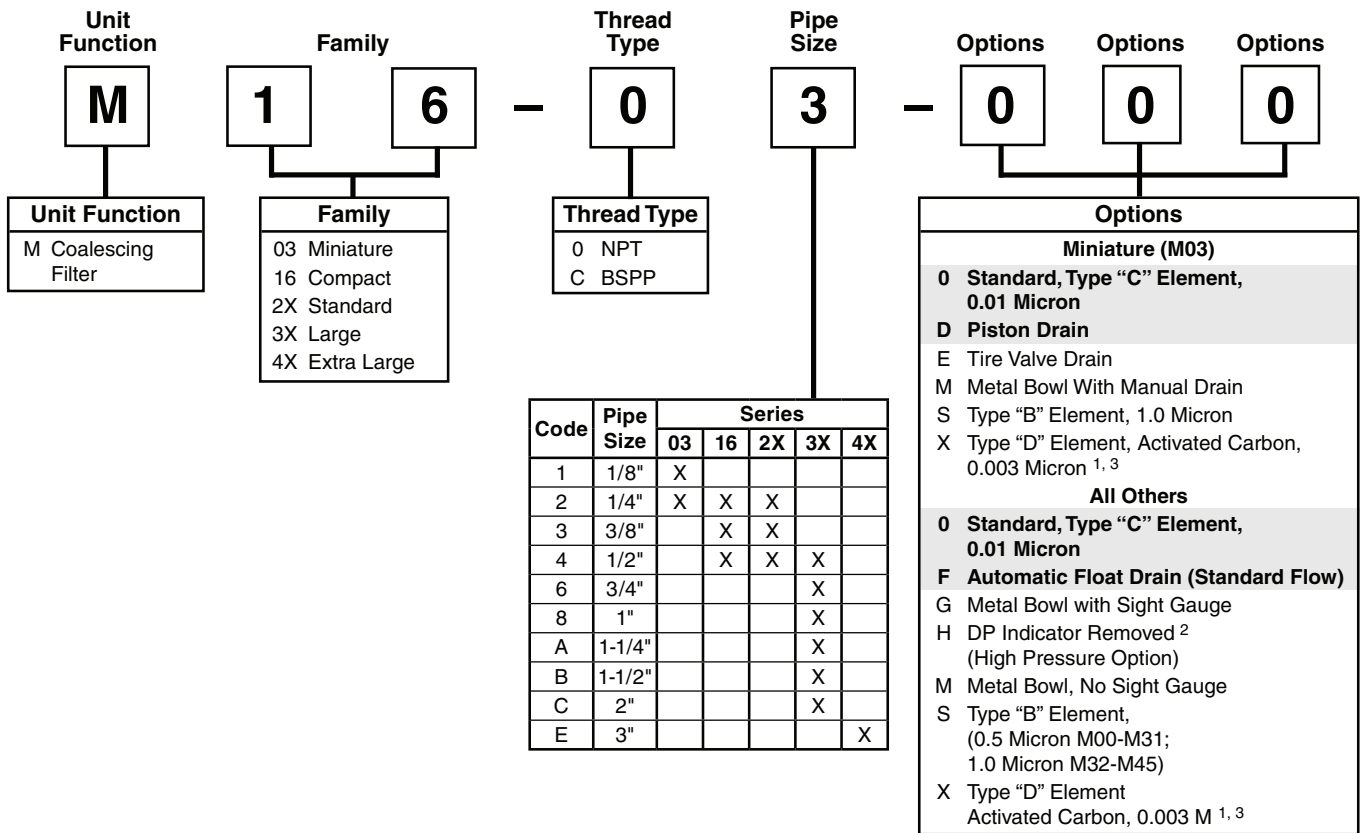 Unit Function
Family
Thread Type
Pipe Size
Options
Options
Options
M 1 6 – 0 3 – 0 0 0
Unit Function
M Coalescing
Filter
Family
03 Miniature
16 Compact
2X Standard
3X Large
4X Extra Large
Thread Type
0 NPT
C BSPP
Code Pipe Size Series
03 16 2X 3X 4X
1 1/8" X
2 1/4" X X X
3 3/8" X X
4 1/2" X X X
6 3/4" X
8 1" X
A 1-1/4" X
B 1-1/2" X
C 2" X
E 3" X
Options
Miniature (M03)
0 Standard, Type “C” Element,
0.01 Micron
D Piston Drain
E Tire Valve Drain
M Metal Bowl With Manual Drain
S Type “B” Element, 1.0 Micron
X Type “D” Element, Activated Carbon,
0.003 Micron 1, 3
All Others
0 Standard, Type “C” Element,
0.01 Micron
F Automatic Float Drain (Standard Flow)
G Metal Bowl with Sight Gauge
H DP Indicator Removed 2
(High Pressure Option)
M Metal Bowl, No Sight Gauge
S Type “B” Element,
(0.5 Micron M00-M31;
1.0 Micron M32-M45)
X Type “D” Element
Activated Carbon, 0.003 M 1, 3